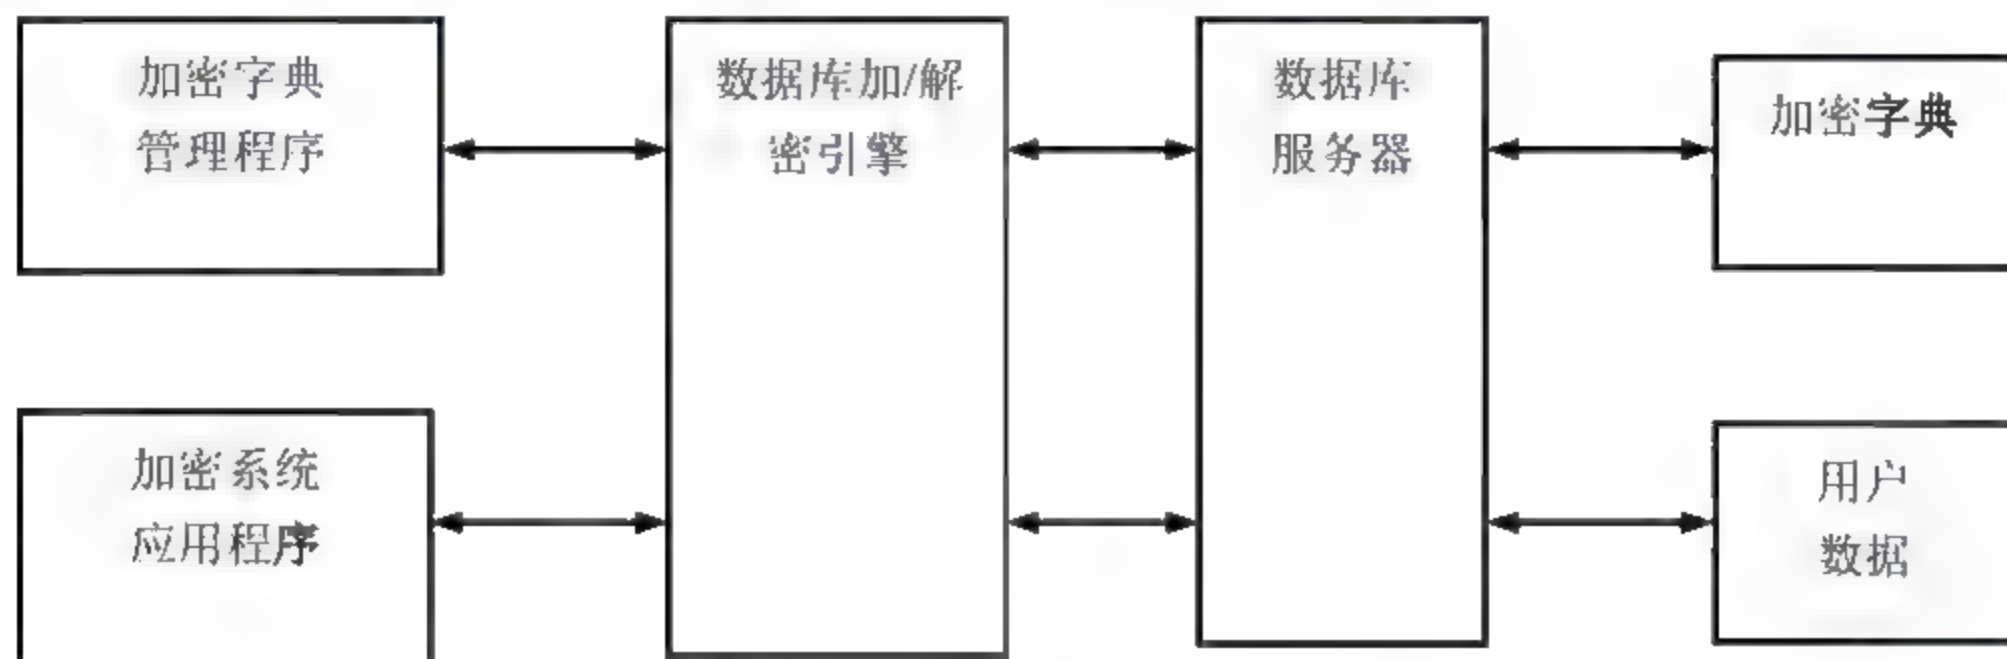 加密字典
管理程序
数据库加/解
密引擎
数据库
服务器
加密字典
加密系统
应用程序
用户
数据